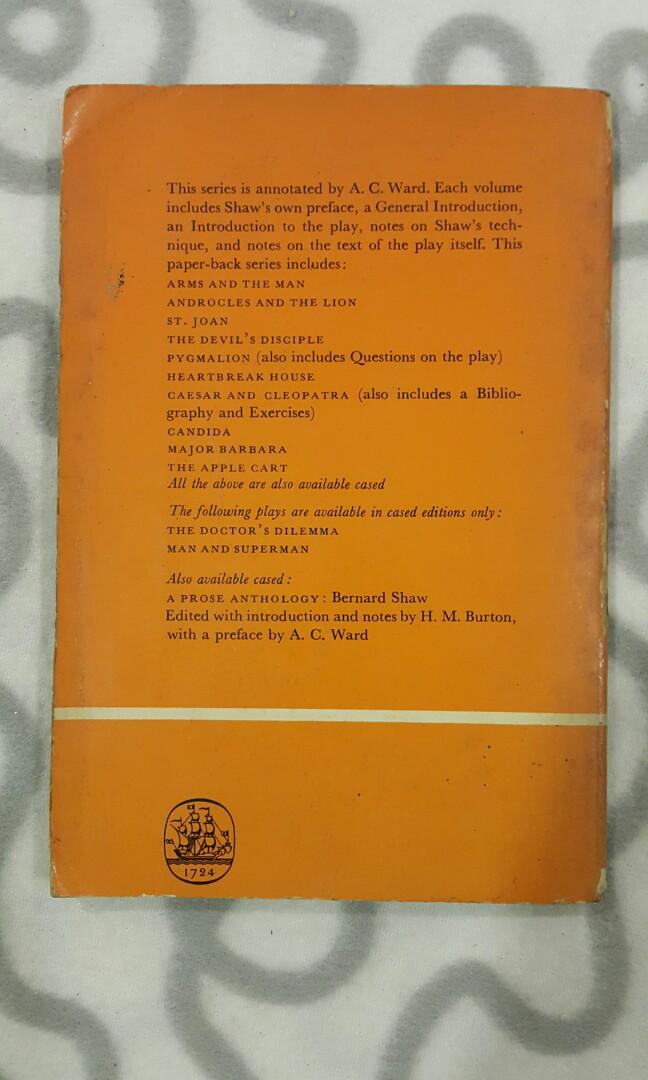 This series is annotated by A. C. Ward. Each volume
includes Shaw's own preface, a General Introduction,
an Introduction to the play, notes on Shaw's tech-
nique, and notes on the text of the play itself. This
paper-back series includes:
ARMS AND THE MAN
ANDROCLES AND THE LION
ST. JOAN
THE DEVIL'S DISCIPLE
PYGMALION (also includes Questions on the play)
HEARTBREAK HOUSE
CAESAR AND CLEOPATRA (also includes a Biblio-
graphy and Exercises)
CANDIDA
MAJOR BARBARA
THE APPLE CART
All the above are also available cased
The following plays are available in cased editions only:
THE DOCTOR'S DILEMMA
MAN AND SUPERMAN
Also available cased:
A PROSE ANTHOLOGY: Bernard Shaw
Edited with introduction and notes by H. M. Burton,
with a preface by A. C. Ward
1724